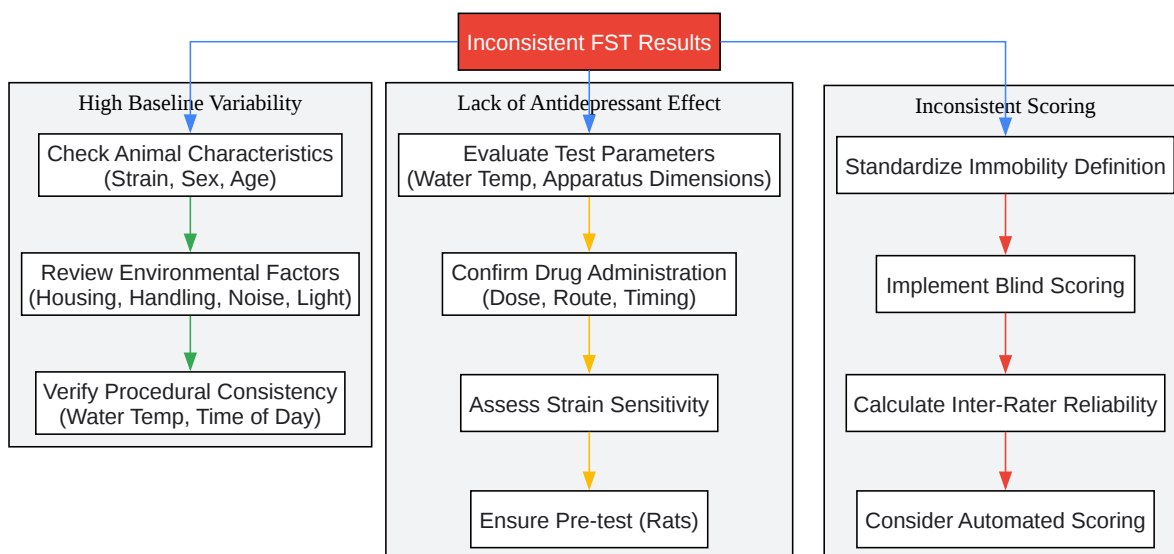 Inconsistent FST Results
High Baseline Variability
Check Animal Characteristics
(Strain, Sex, Age)
Review Environmental Factors
(Housing, Handling, Noise, Light)
Verify Procedural Consistency
(Water Temp, Time of Day)
Lack of Antidepressant Effect
Evaluate Test Parameters
(Water Temp, Apparatus Dimensions)
Confirm Drug Administration
(Dose, Route, Timing)
Assess Strain Sensitivity
Ensure Pre-test (Rats)
Inconsistent Scoring
Standardize Immobility Definition
Implement Blind Scoring
Calculate Inter-Rater Reliability
Consider Automated Scoring